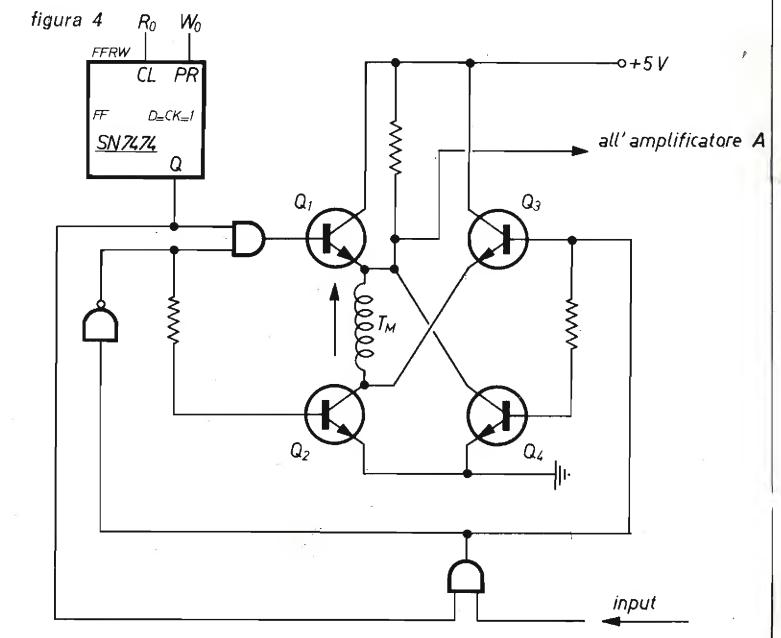 figura 4
R0 W0
FFRW
CL PR
FF D=CK=1
SN7474
Q
+5V
all'amplificatore A
Q1
Q3
TM
Q2
Q4
input